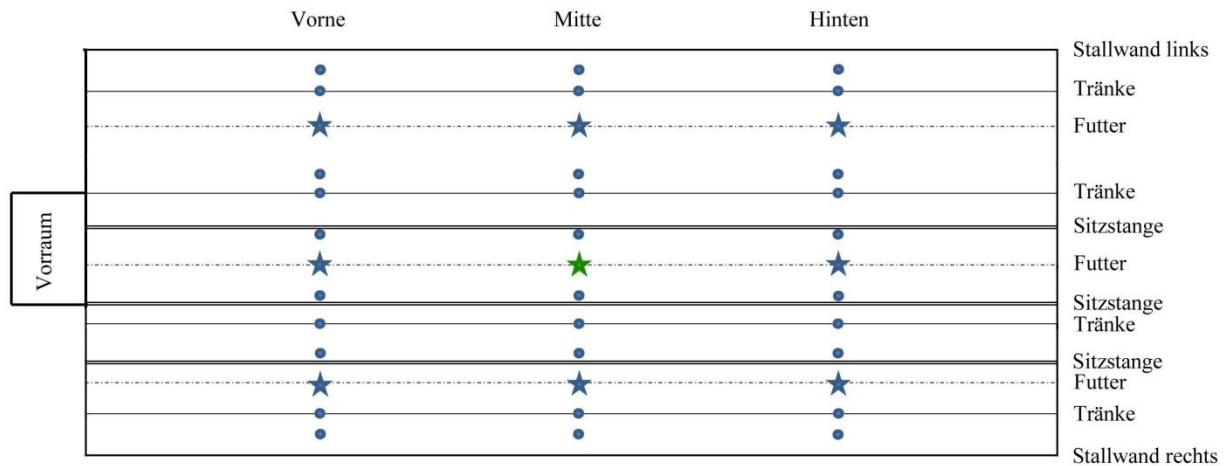 Vorne Mitte Hinten
Stallwand links
Tränke
Futter
Tränke
Sitzstange
Vorraum
Futter
Sitzstange
Tränke
Sitzstange
Futter
Tränke
Stallwand rechts